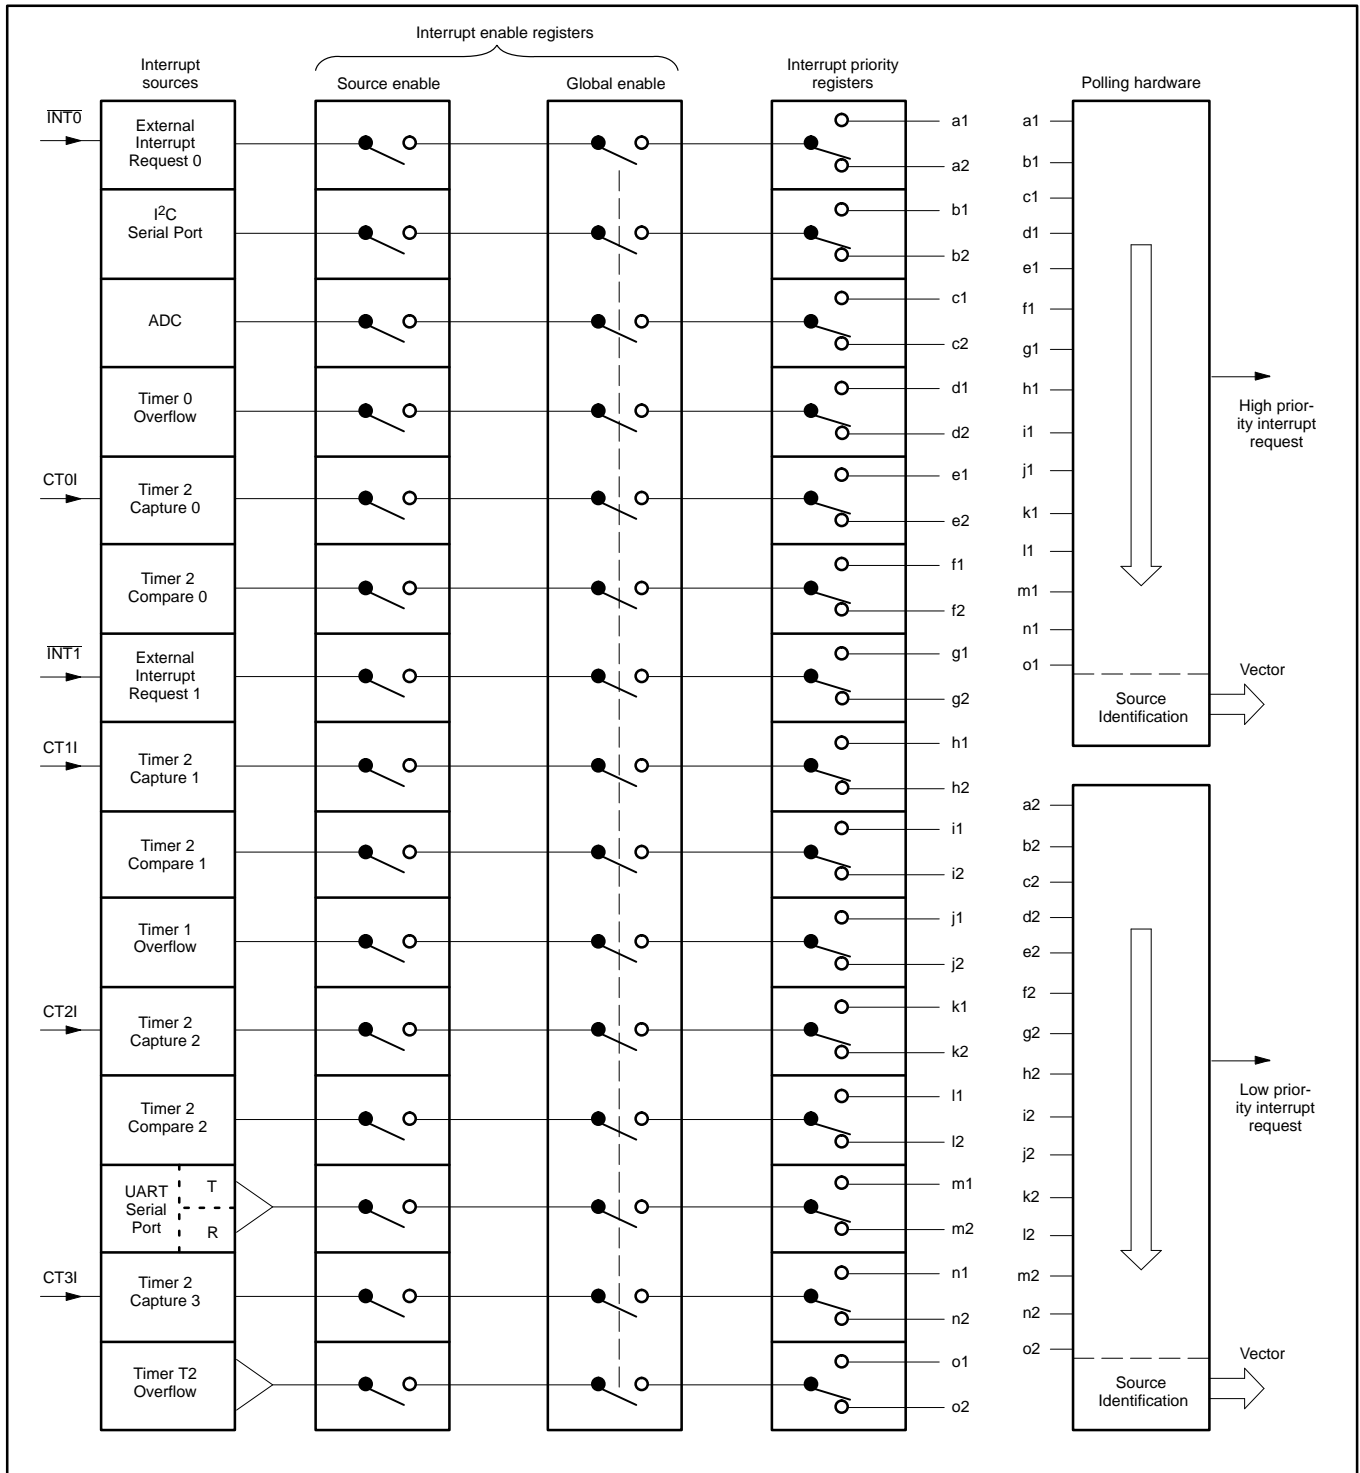 Interrupt enable registers
Interrupt
sources
Source enable
Global enable
Interrupt priority
registers
Polling hardware
INT0
External
Interrupt
Request 0
a1
a2
I2C
Serial Port
b1
b2
ADC
c1
c2
Timer 0
Overflow
d1
d2
CT0I
Timer 2
Capture 0
e1
e2
Timer 2
Compare 0
f1
f2
INT1
External
Interrupt
Request 1
g1
g2
CT1I
Timer 2
Capture 1
h1
h2
Timer 2
Compare 1
i1
i2
Timer 1
Overflow
j1
j2
CT2I
Timer 2
Capture 2
k1
k2
Timer 2
Compare 2
l1
l2
UART
Serial
Port
T
R
m1
m2
CT3I
Timer 2
Capture 3
n1
n2
Timer T2
Overflow
o1
o2
a1
b1
c1
d1
e1
f1
g1
h1
i1
j1
k1
l1
m1
n1
o1
High prior-
ity interrupt
request
Source
Identification
Vector
a2
b2
c2
d2
e2
f2
g2
h2
i2
j2
k2
l2
m2
n2
o2
Low prior-
ity interrupt
request
Source
Identification
Vector